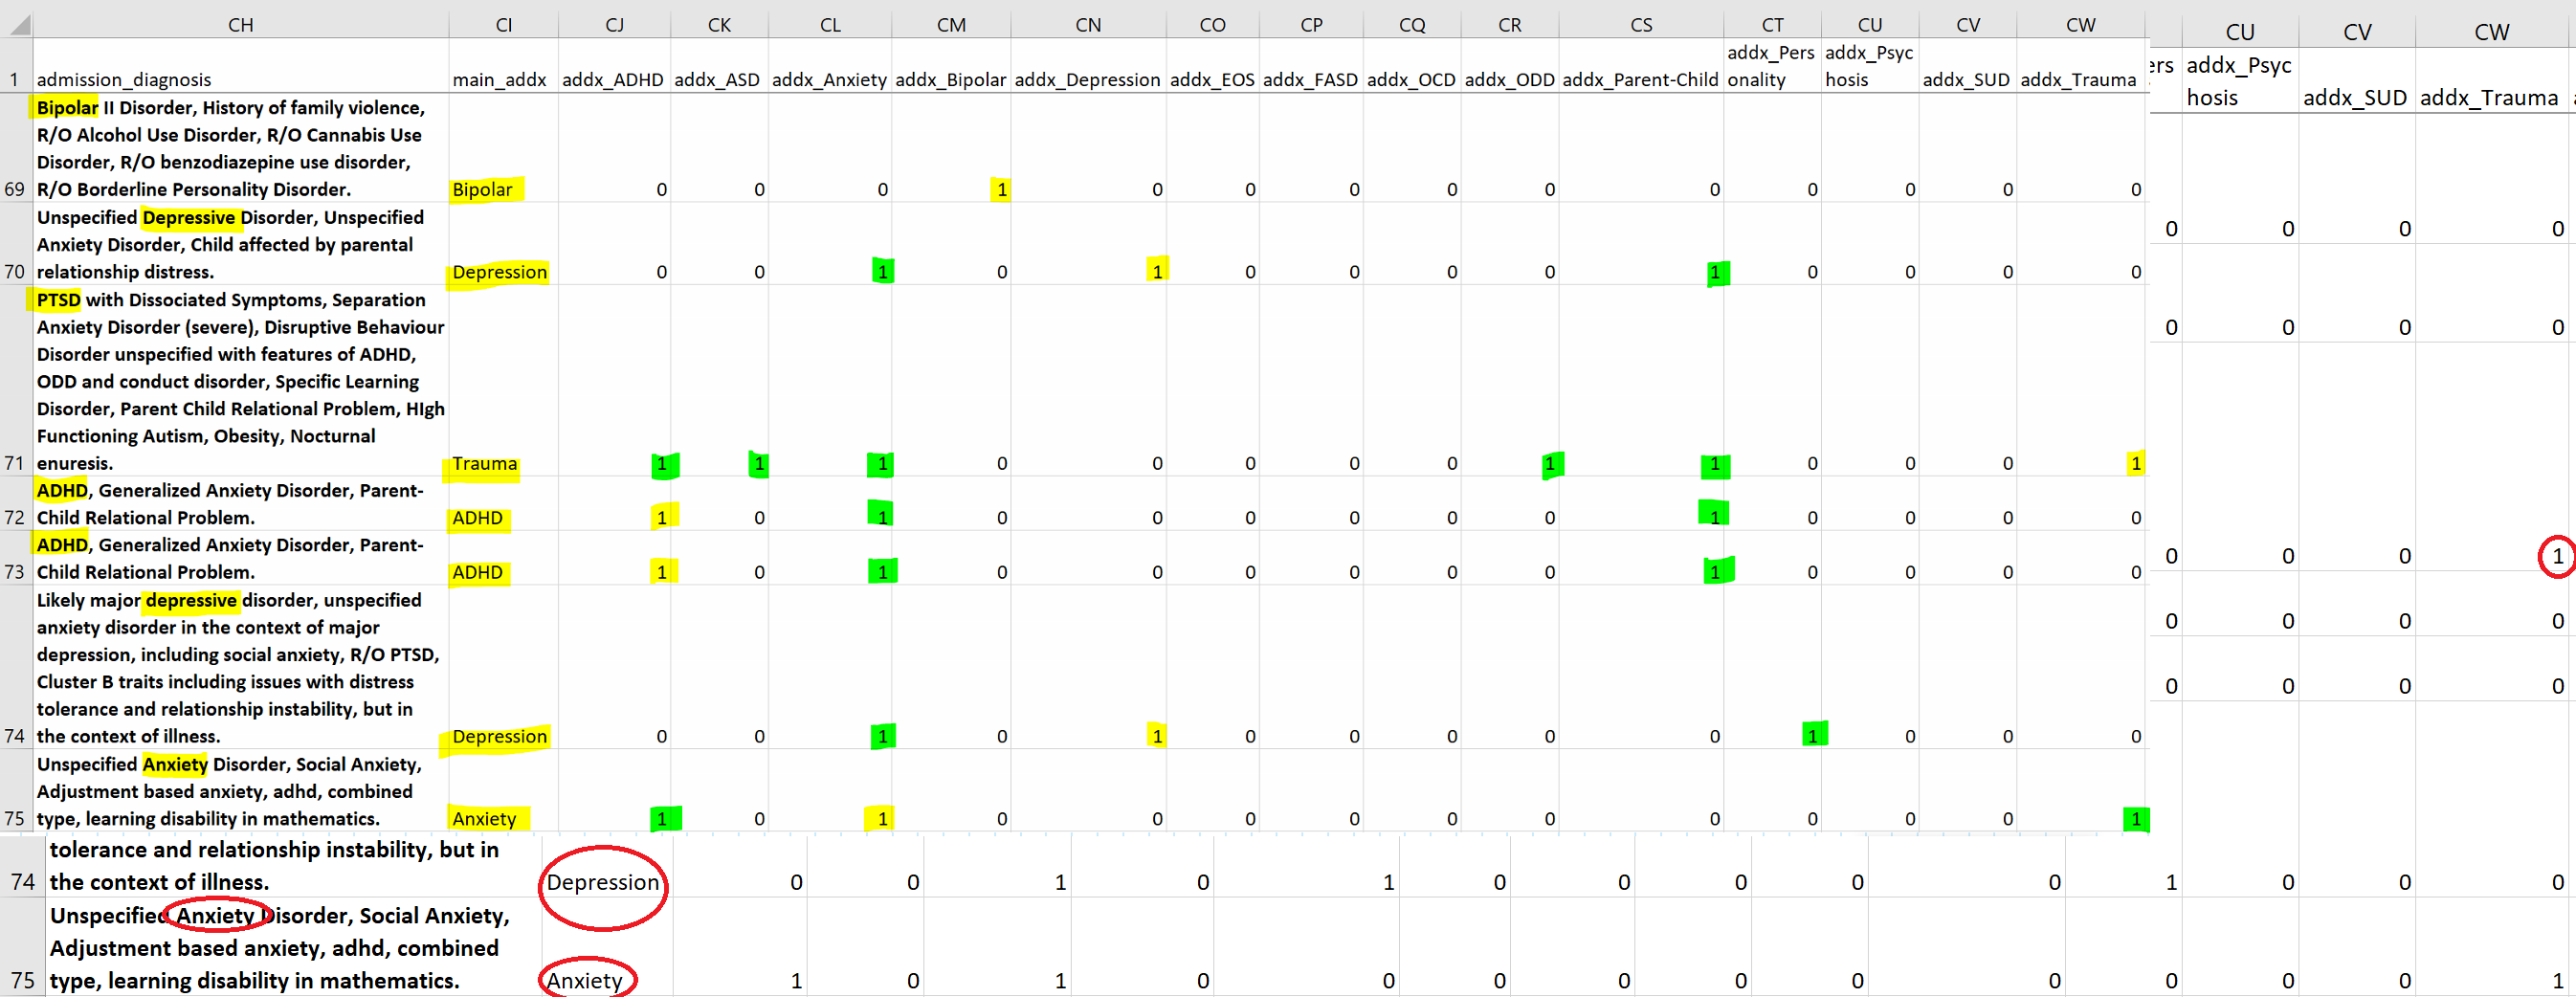 CH CI CJ CK CL CM CN CO CP CQ CR CS CT CU CV CW CU CV CW
1 admission_diagnosis main_addx addx_ADHD addx_ASD addx_Anxiety addx_Bipolar addx_Depression addx_EOS addx_FASD addx_OCD addx_ODD addx_Parent-Child addx_Pers addx_Psyc addx_SUD addx_Trauma ers addx_Psyc addx_SUD addx_Trauma
onality hosis hosis
Bipolar II Disorder, History of family violence,
R/O Alcohol Use Disorder, R/O Cannabis Use
Disorder, R/O benzodiazepine use disorder,
69 R/O Borderline Personality Disorder. Bipolar 0 0 0 1 0 0 0 0 0 0 0 0 0 0 0 0 0 0
Unspecified Depressive Disorder, Unspecified
Anxiety Disorder, Child affected by parental
70 relationship distress. Depression 0 0 1 0 1 0 0 0 0 1 0 0 0 0 0 0 0 0
PTSD with Dissociated Symptoms, Separation
Anxiety Disorder (severe), Disruptive Behaviour
Disorder unspecified with features of ADHD,
ODD and conduct disorder, Specific Learning
Disorder, Parent Child Relational Problem, HIgh
Functioning Autism, Obesity, Nocturnal
71 enuresis. Trauma 1 1 1 0 0 0 0 0 1 1 0 0 0 1 0 0 0 1
ADHD, Generalized Anxiety Disorder, Parent-
72 Child Relational Problem. ADHD 1 0 1 0 0 0 0 0 0 1 0 0 0 0 0 0 0 0
ADHD, Generalized Anxiety Disorder, Parent-
73 Child Relational Problem. ADHD 1 0 1 0 0 0 0 0 0 1 0 0 0 0 0 0 0 0
Likely major depressive disorder, unspecified
anxiety disorder in the context of major
depression, including social anxiety, R/O PTSD,
Cluster B traits including issues with distress
tolerance and relationship instability, but in
74 the context of illness. Depression 0 0 1 0 1 0 0 0 0 0 1 0 0 0
Unspecified Anxiety Disorder, Social Anxiety,
Adjustment based anxiety, adhd, combined
75 type, learning disability in mathematics. Anxiety 1 0 1 0 0 0 0 0 0 0 0 0 0 1
tolerance and relationship instability, but in
74 the context of illness. Depression 0 0 1 0 1 0 0 0 0 0 1 0 0 0
Unspecified Anxiety Disorder, Social Anxiety,
Adjustment based anxiety, adhd, combined
75 type, learning disability in mathematics. Anxiety 1 0 1 0 0 0 0 0 0 0 0 0 0 1